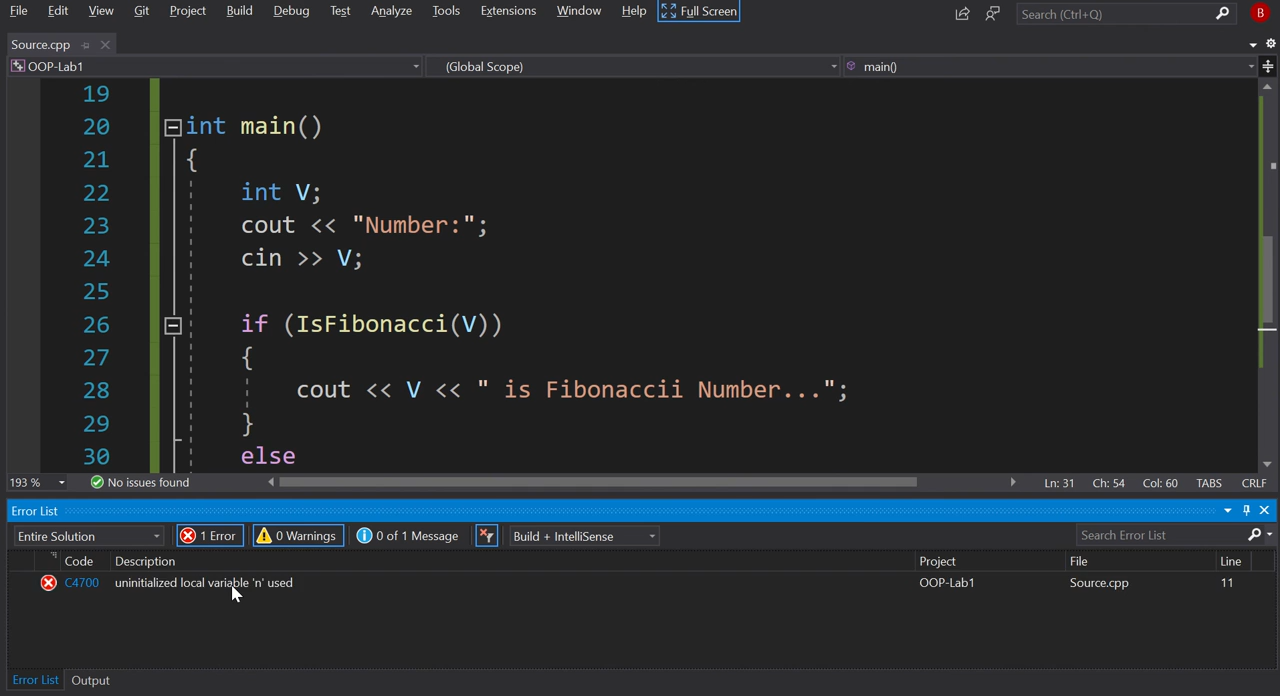 File Edit View Git Project Build Debug Test Analyze Tools Extensions Window Help Full Screen Search (Ctrl+Q) B
Source.cpp
OOP-Lab1 (Global Scope) main()
19
20 int main()
21 {
22 int V;
23 cout << "Number:";
24 cin >> V;
25
26 if (IsFibonacci(V))
27 {
28 cout << V << " is Fibonaccii Number...";
29 }
30 else
193 % No issues found Ln: 31 Ch: 54 Col: 60 TABS CRLF
Error List
Entire Solution 1 Error 0 Warnings 0 of 1 Message Build + IntelliSense Search Error List
Code Description Project File Line
C4700 uninitialized local variable 'n' used OOP-Lab1 Source.cpp 11
Error List Output